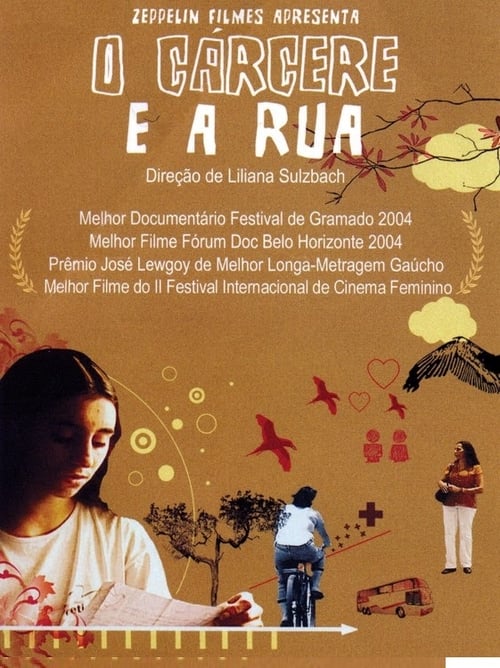 ZEPPELIN FILMES APRESENTA
O CÁRCERE
E A RUA
Direção de Liliana Sulzbach
Melhor Documentário Festival de Gramado 2004
Melhor Filme Fórum Doc Belo Horizonte 2004
Prêmio José Lewgoy de Melhor Longa-Metragem Gaúcho
Melhor Filme do II Festival Internacional de Cinema Feminino